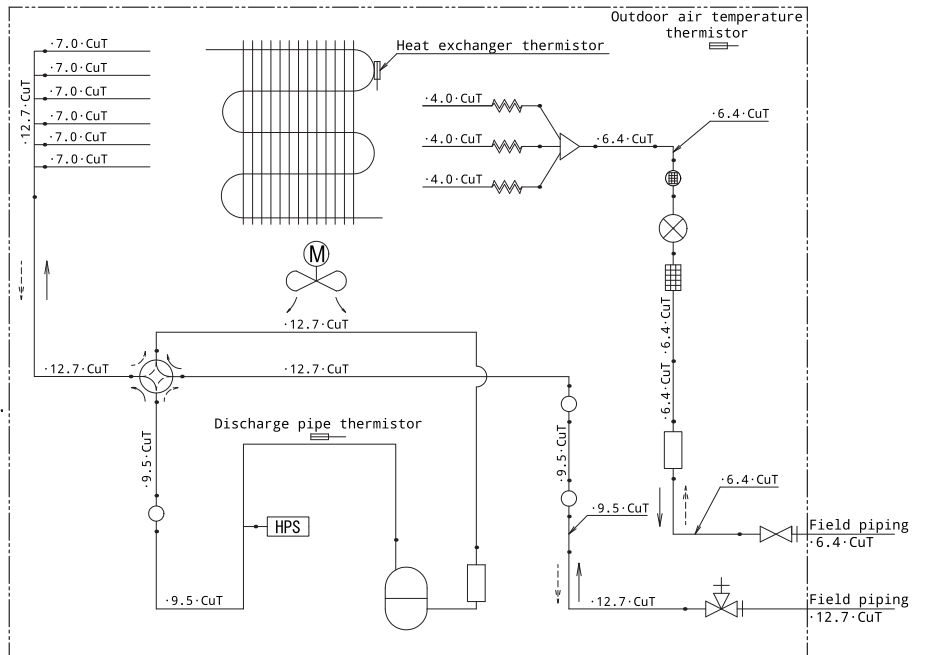 Outdoor air temperature
thermistor
·7.0·CuT
·7.0·CuT
·7.0·CuT
·7.0·CuT
·7.0·CuT
·7.0·CuT
·12.7·CuT
Heat exchanger thermistor
·4.0·CuT
·4.0·CuT
·4.0·CuT
·6.4·CuT
·6.4·CuT
M
·12.7·CuT
·12.7·CuT
·12.7·CuT
·6.4·CuT
·6.4·CuT
Discharge pipe thermistor
·9.5·CuT
·9.5·CuT
HPS
·9.5·CuT
·6.4·CuT
Field piping
·6.4·CuT
·9.5·CuT
·12.7·CuT
Field piping
·12.7·CuT